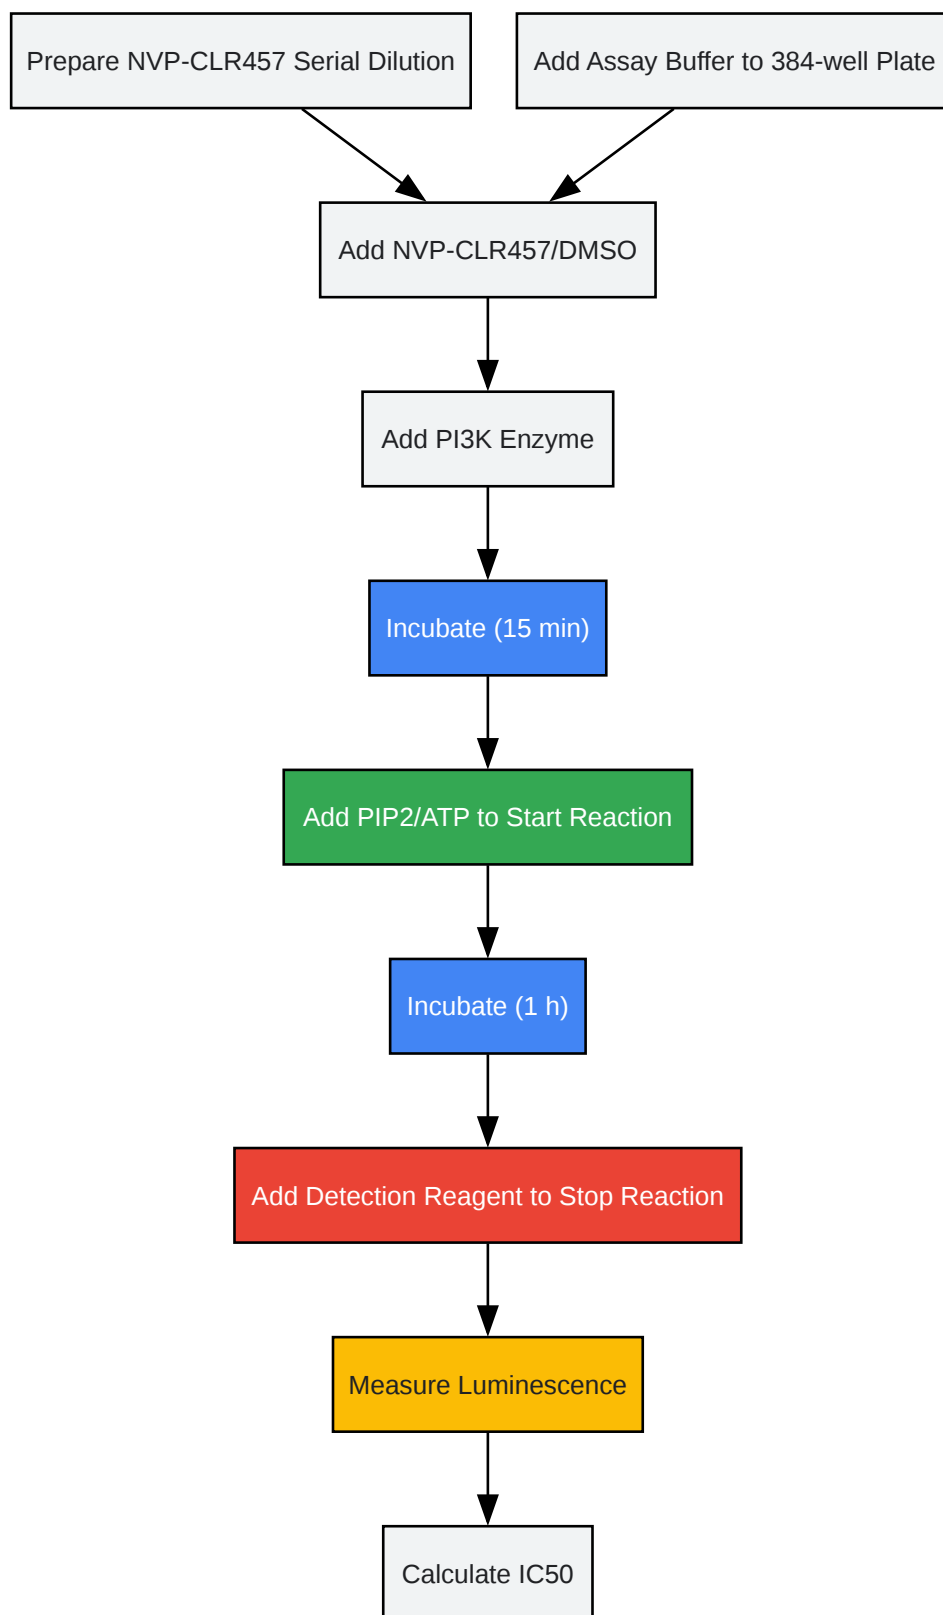 Prepare NVP-CLR457 Serial Dilution
Add Assay Buffer to 384-well Plate
Add NVP-CLR457/DMSO
Add PI3K Enzyme
Incubate (15 min)
Add PIP2/ATP to Start Reaction
Incubate (1 h)
Add Detection Reagent to Stop Reaction
Measure Luminescence
Calculate IC50